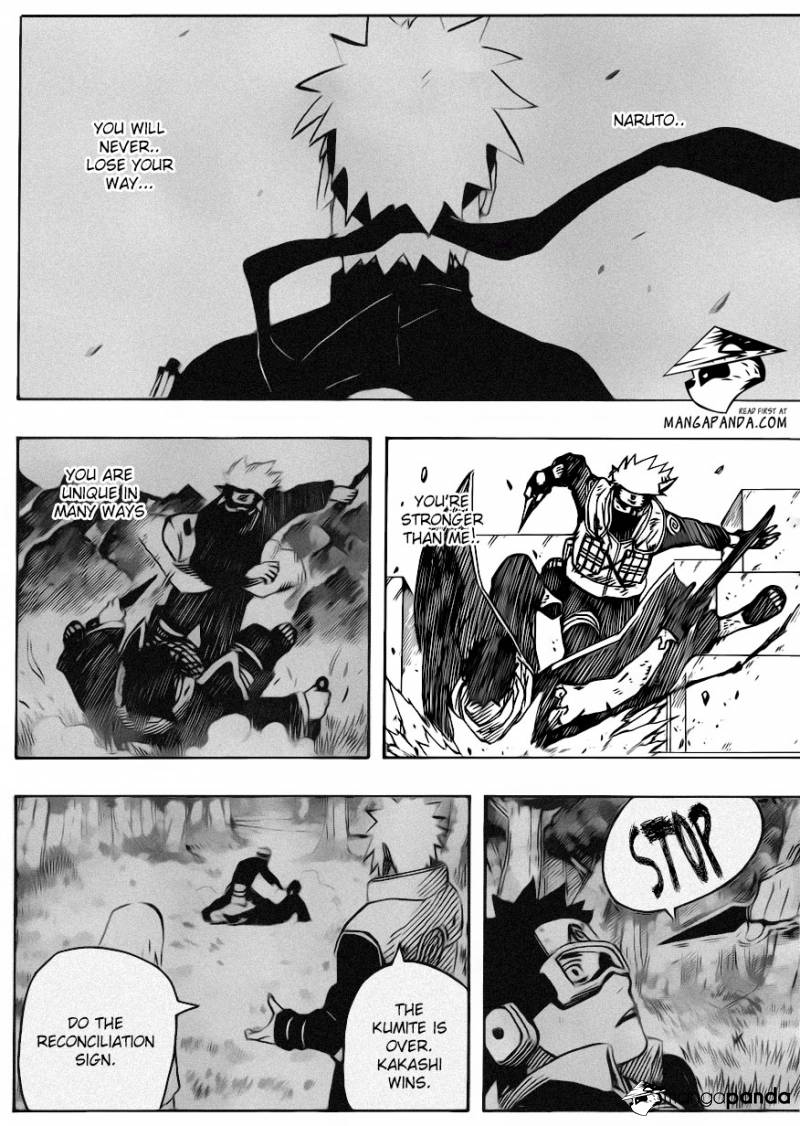 NARUTO..
YOU WILL
NEVER..
LOSE YOUR
WAY...
READ FIRST AT
MANGAPANDA.COM
YOU'RE
STRONGER
THAN ME!.
YOU ARE
UNIQUE IN
MANY WAYS
STOP
THE
KUMITE IS
OVER.
KAKASHI
WINS.
DO THE
RECONCILIATION
SIGN.
mangapanda